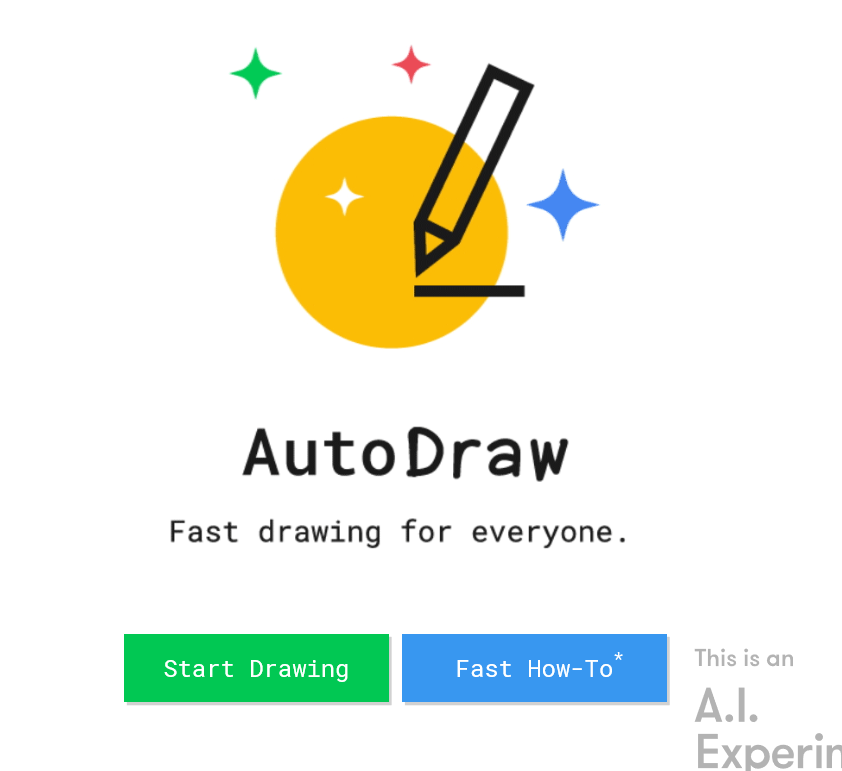 AutoDraw
Fast drawing for everyone.
Start Drawing
Fast How-To*
This is an
A.I.